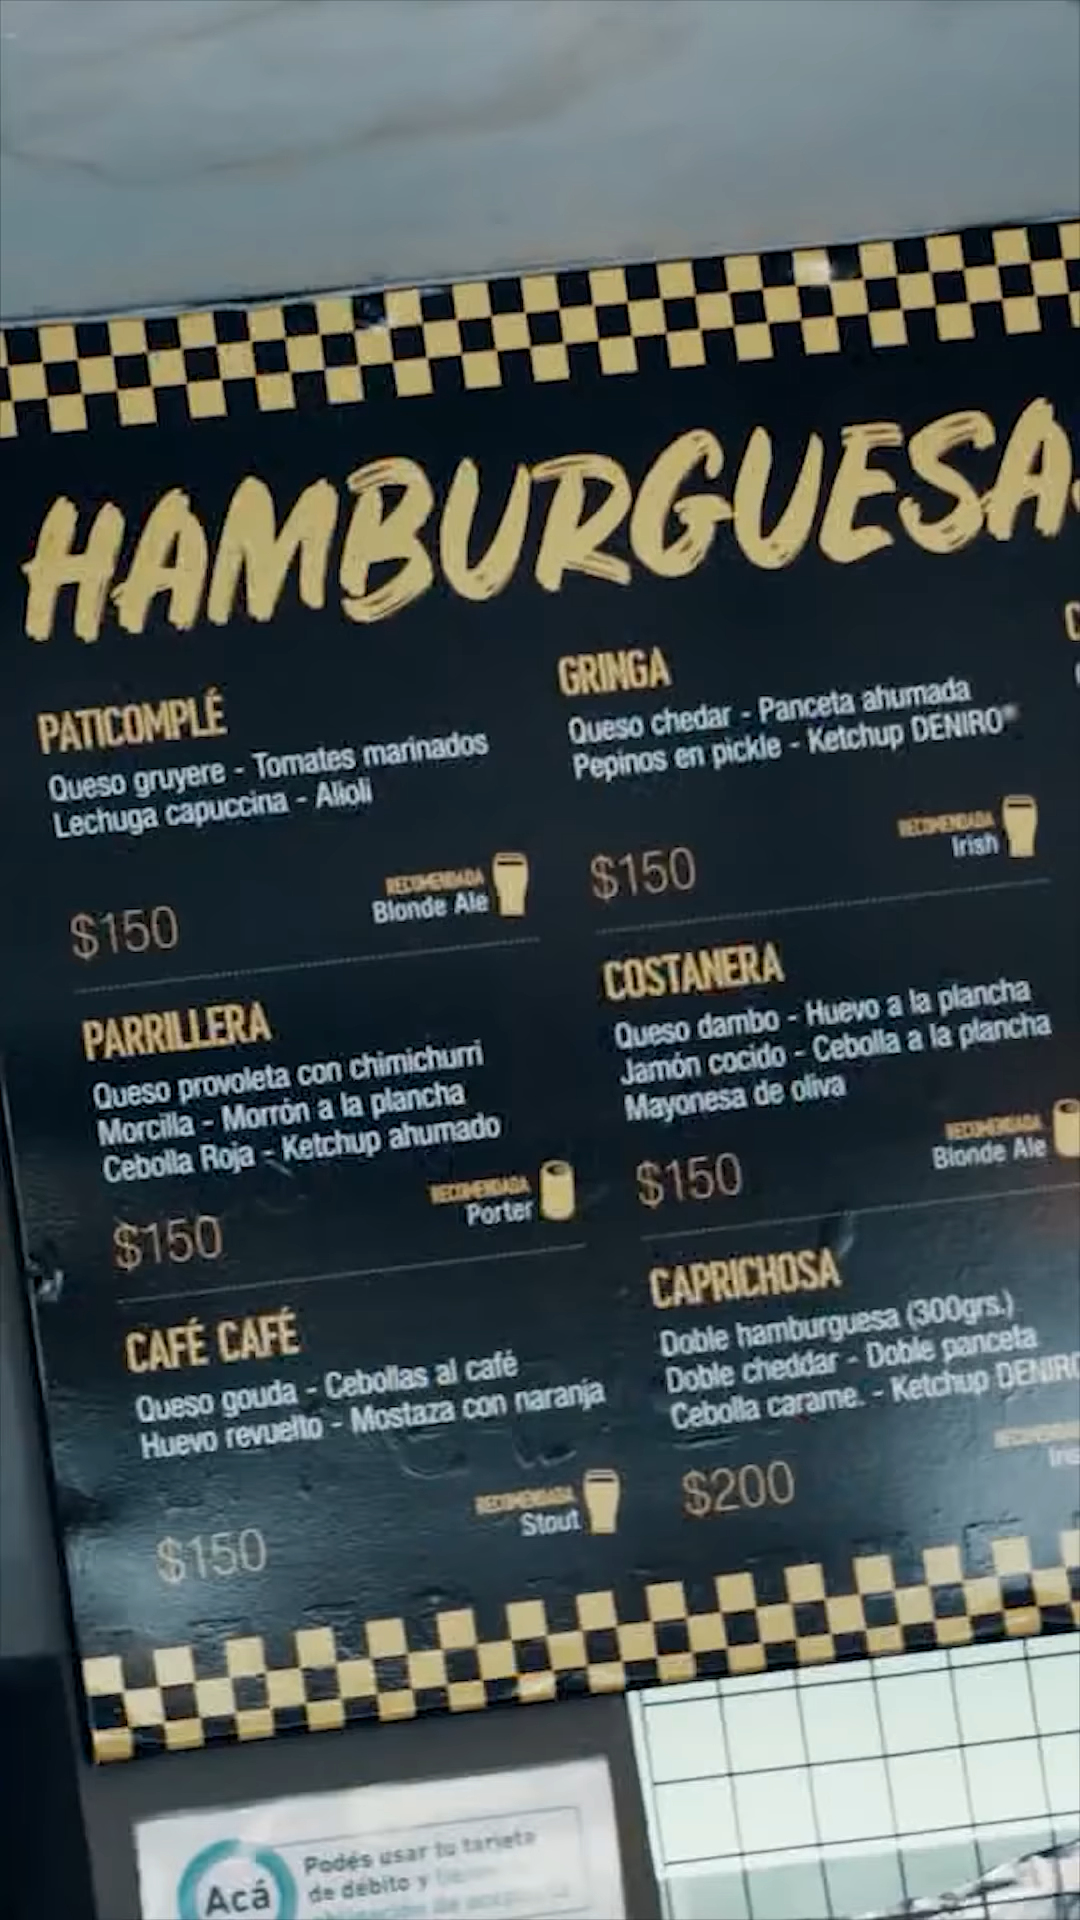 HAMBURGUESA
PATICOMPLÉ
Queso gruyere - Tomates marinados
Lechuga capuccina - Alioli
RECOMENDADA
Blonde Ale
$150
PARRILLERA
Queso provoleta con chimichurri
Morcilla - Morrón a la plancha
Cebolla Roja - Ketchup ahumado
RECOMENDADA
Porter
$150
CAFÉ CAFÉ
Queso gouda - Cebollas al café
Huevo revuelto - Mostaza con naranja
RECOMENDADA
Stout
$150
GRINGA
Queso chedar - Panceta ahumada
Pepinos en pickle - Ketchup DENIRO®
RECOMENDADA
Irish
$150
COSTANERA
Queso dambo - Huevo a la plancha
Jamón cocido - Cebolla a la plancha
Mayonesa de oliva
RECOMENDADA
Blonde Ale
$150
CAPRICHOSA
Doble hamburguesa (300grs.)
Doble cheddar - Doble panceta
Cebolla carame. - Ketchup DENIRO
$200
Acá
Podés usar tu tarjeta
de débito y